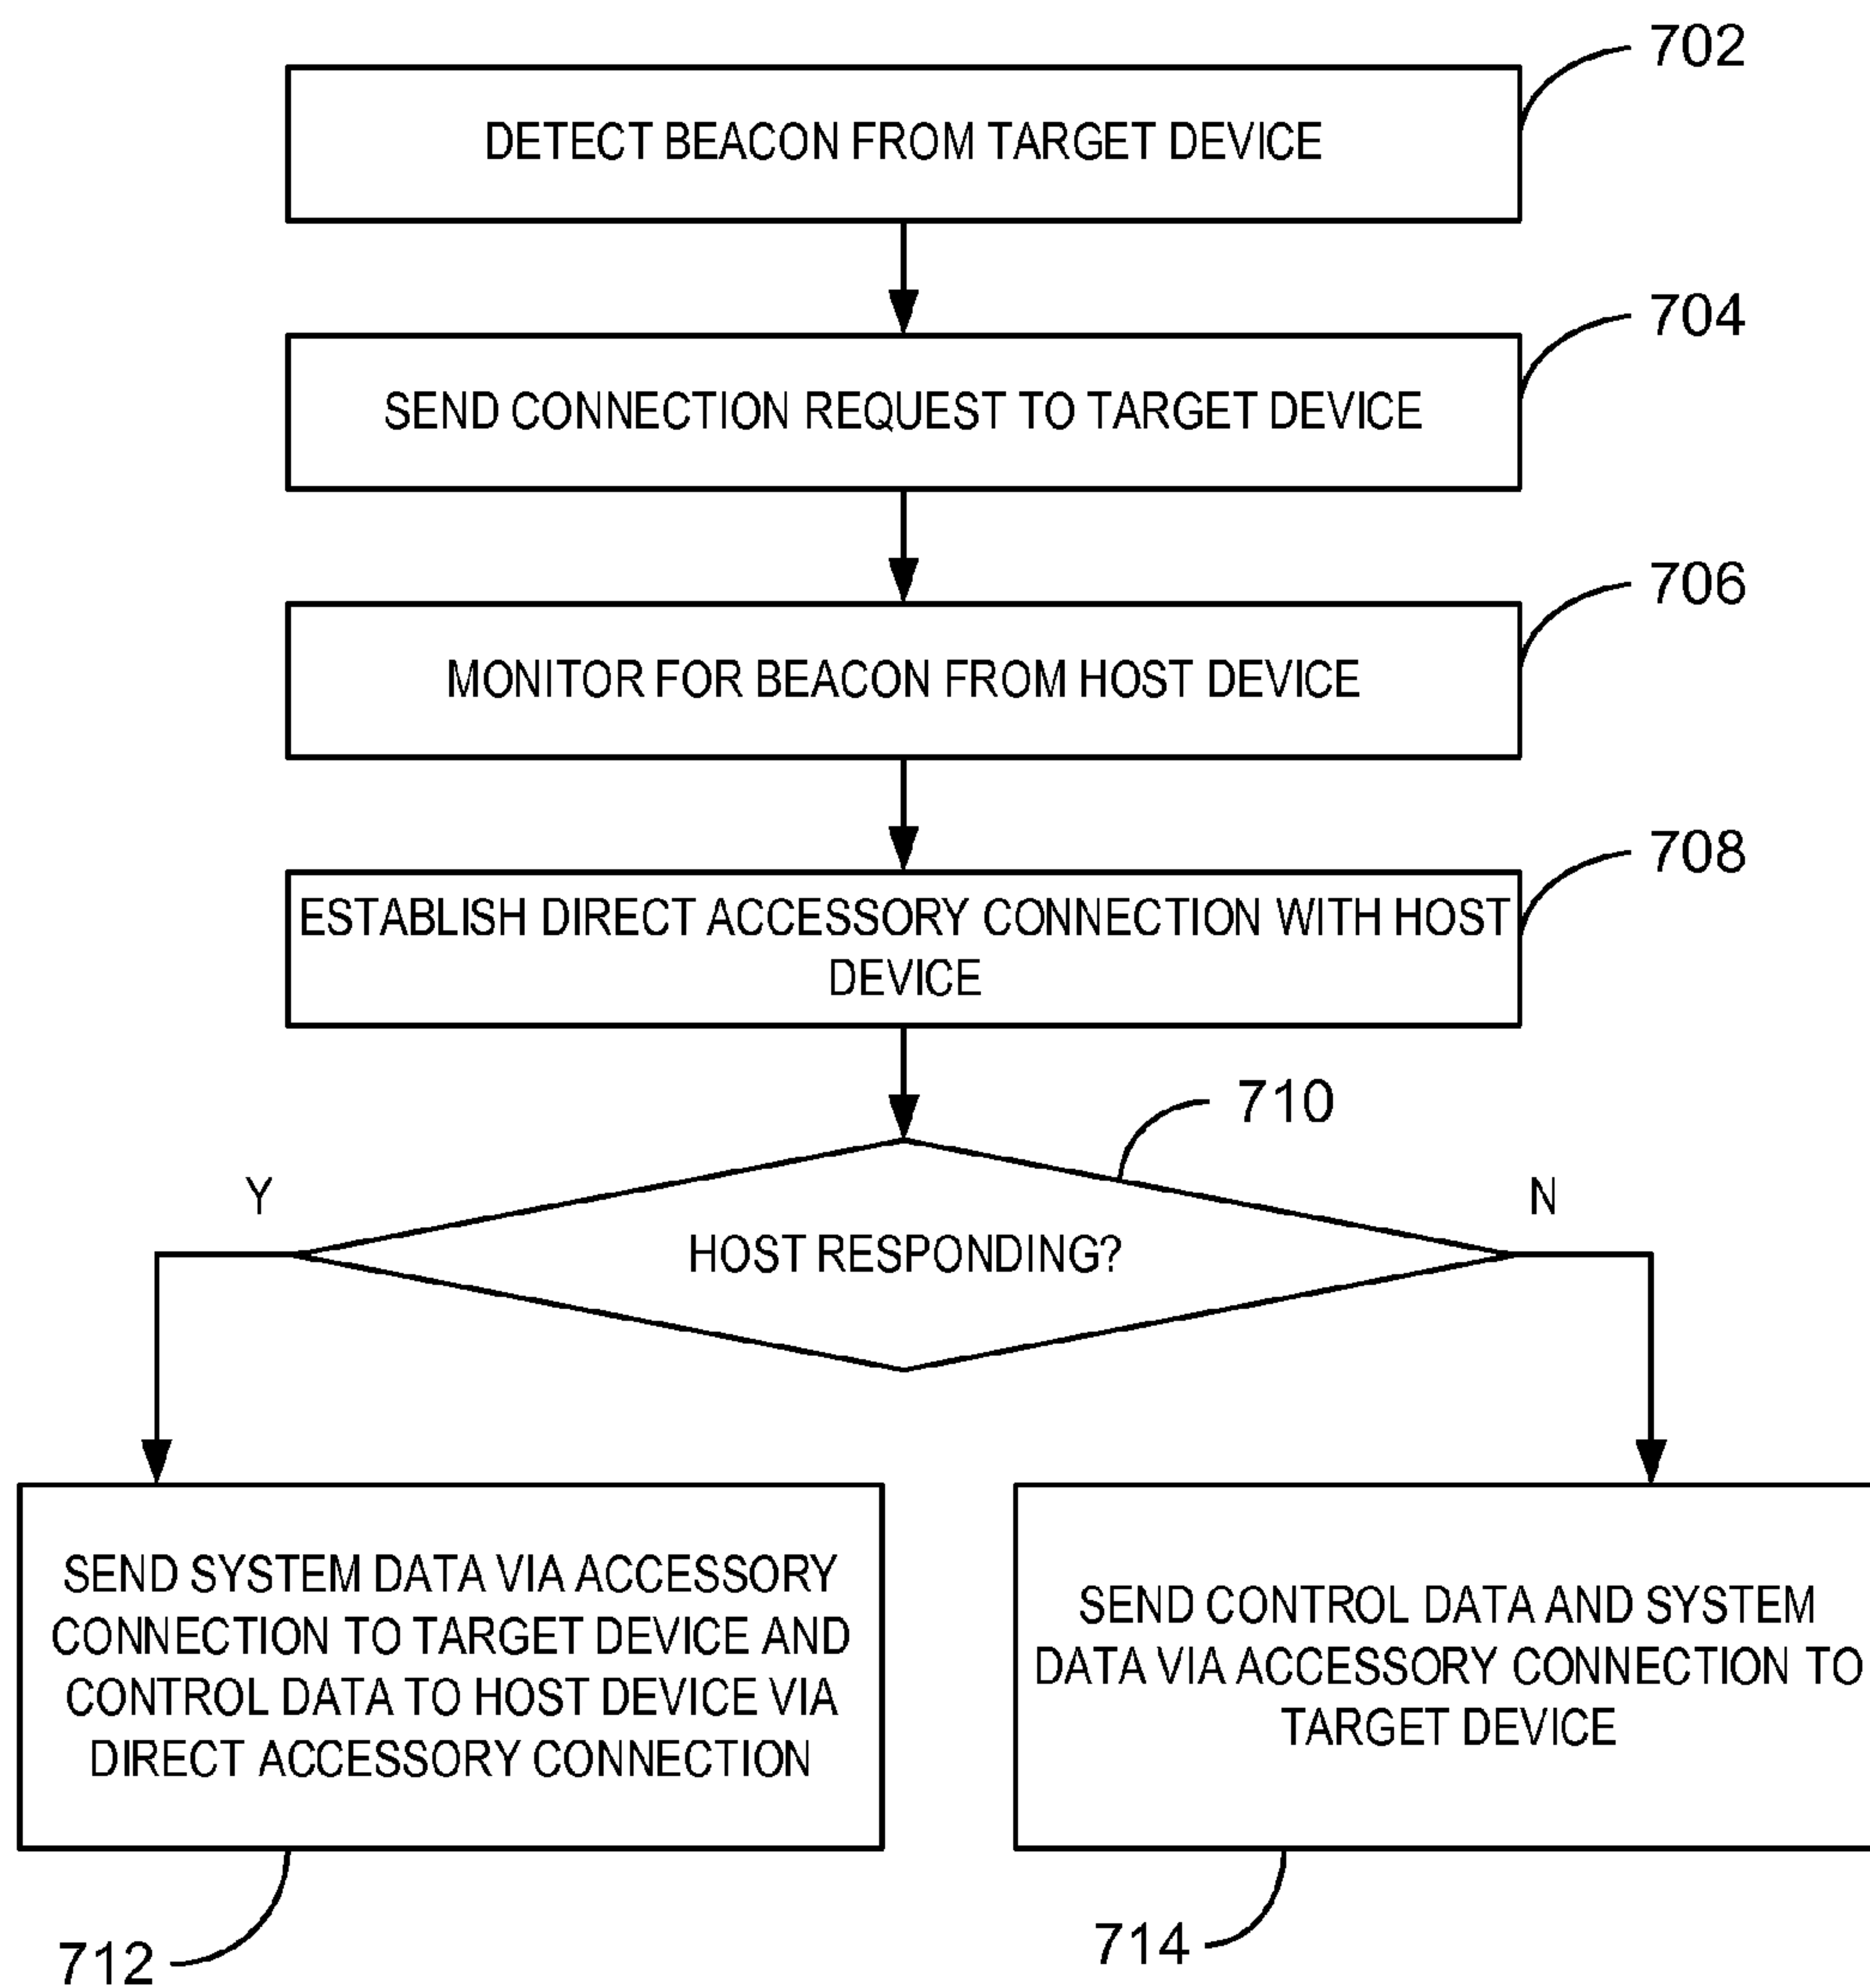 702
DETECT BEACON FROM TARGET DEVICE
704
SEND CONNECTION REQUEST TO TARGET DEVICE
706
MONITOR FOR BEACON FROM HOST DEVICE
708
ESTABLISH DIRECT ACCESSORY CONNECTION WITH HOST
DEVICE
710
Y
N
HOST RESPONDING?
SEND SYSTEM DATA VIA ACCESSORY
CONNECTION TO TARGET DEVICE AND
CONTROL DATA TO HOST DEVICE VIA
DIRECT ACCESSORY CONNECTION
SEND CONTROL DATA AND SYSTEM
DATA VIA ACCESSORY CONNECTION TO
TARGET DEVICE
712
714